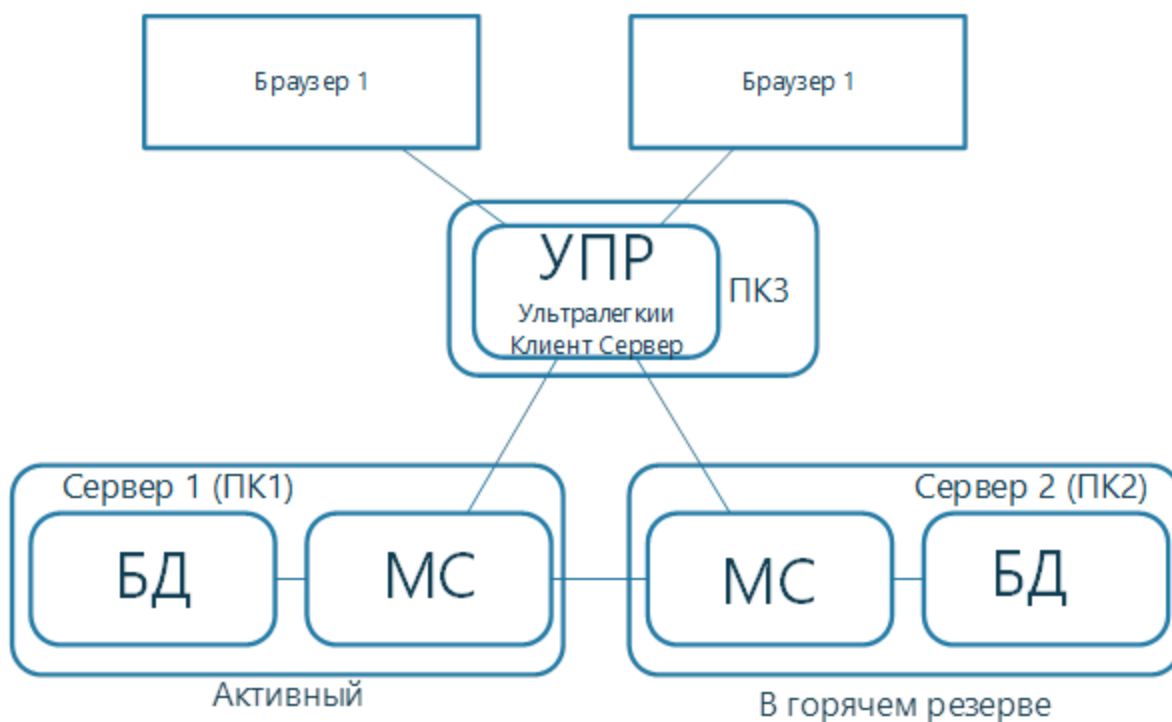 Браузер 1
Браузер 1
УПР
Ультралегкии
Клиент Сервер
ПК3
Сервер 1 (ПК1)
БД
МС
Активный
Сервер 2 (ПК2)
МС
БД
В горячем резерве